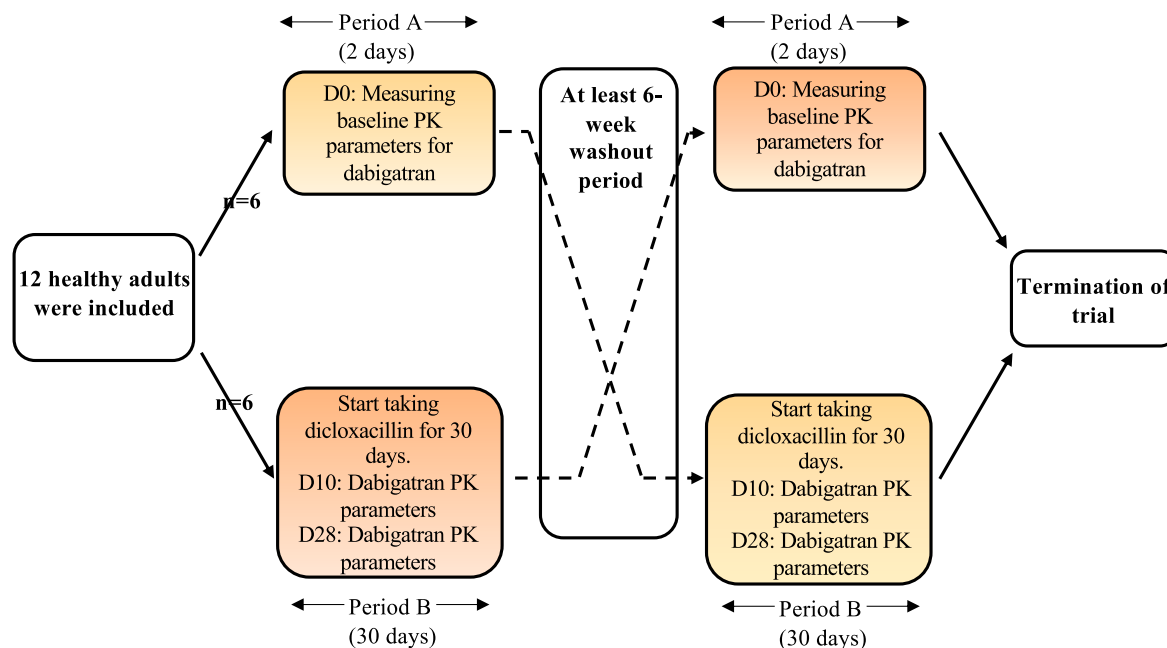 Period A
(2 days)
D0: Measuring
baseline PK
parameters for
dabigatran
n=6
12 healthy adults
were included
n=6
Start taking
dicloxacillin for 30
days.
D10: Dabigatran PK
parameters
D28: Dabigatran PK
parameters
Period B
(30 days)
At least 6-
week
washout
period
Period A
(2 days)
D0: Measuring
baseline PK
parameters for
dabigatran
Start taking
dicloxacillin for 30
days.
D10: Dabigatran PK
parameters
D28: Dabigatran PK
parameters
Period B
(30 days)
Termination of
trial